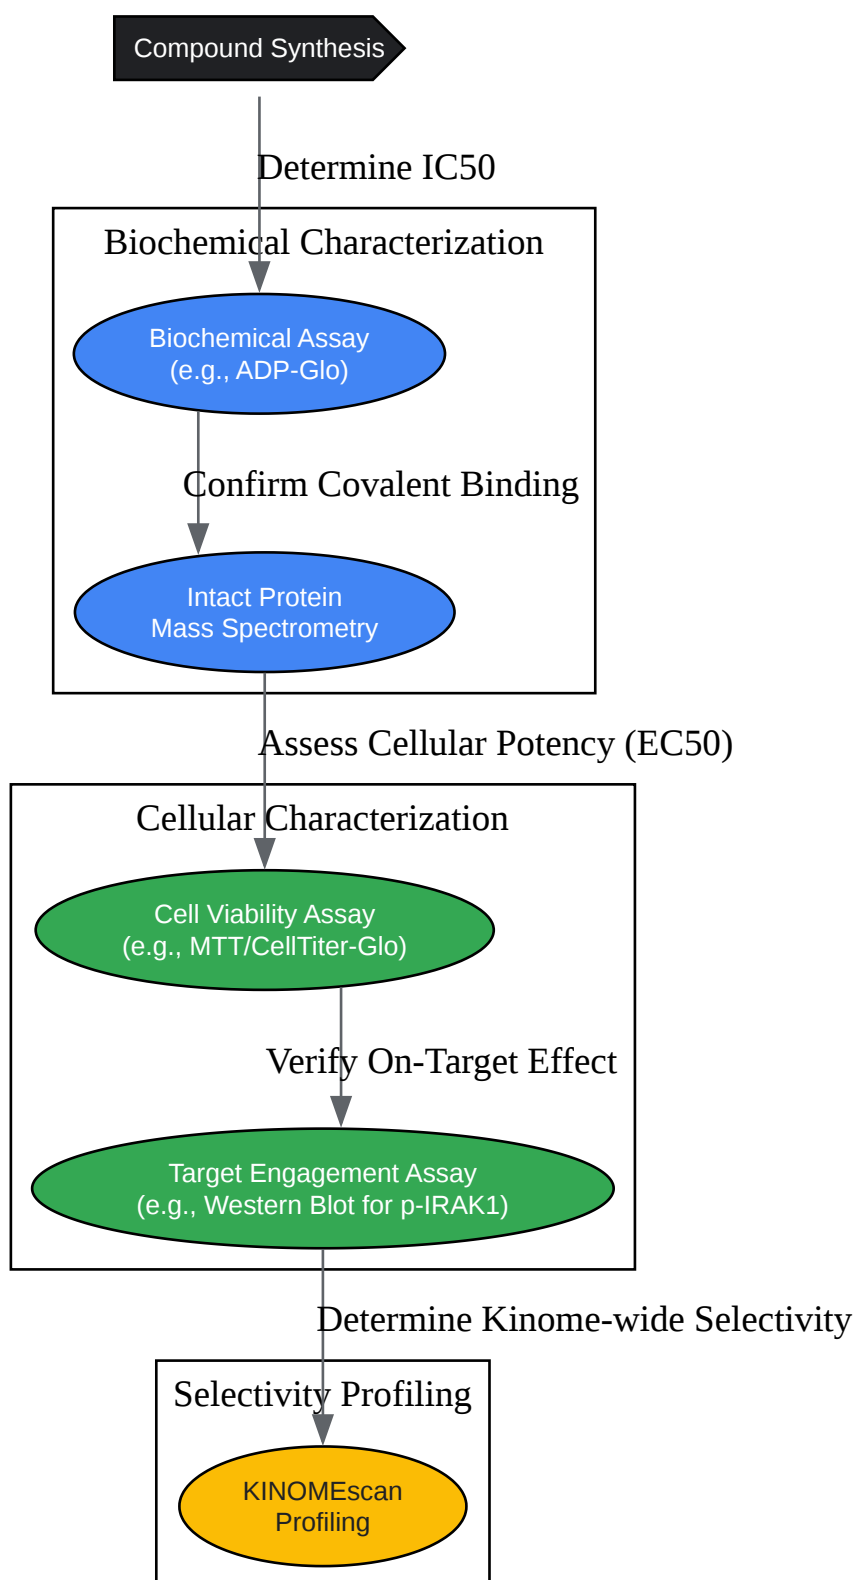 Compound Synthesis
Determine IC50
Biochemical Characterization
Biochemical Assay
(e.g., ADP-Glo)
Confirm Covalent Binding
Intact Protein
Mass Spectrometry
Assess Cellular Potency (EC50)
Cellular Characterization
Cell Viability Assay
(e.g., MTT/CellTiter-Glo)
Verify On-Target Effect
Target Engagement Assay
(e.g., Western Blot for p-IRAK1)
Determine Kinome-wide Selectivity
Selectivity Profiling
KINOMEscan
Profiling